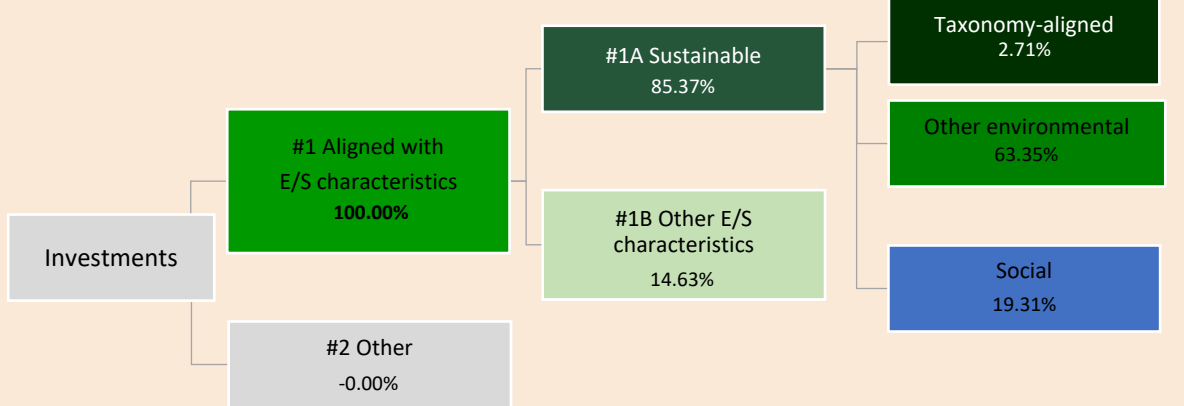 Investments
#1 Aligned with
E/S characteristics
100.00%
#2 Other
-0.00%
#1A Sustainable
85.37%
#1B Other E/S
characteristics
14.63%
Taxonomy-aligned
2.71%
Other environmental
63.35%
Social
19.31%